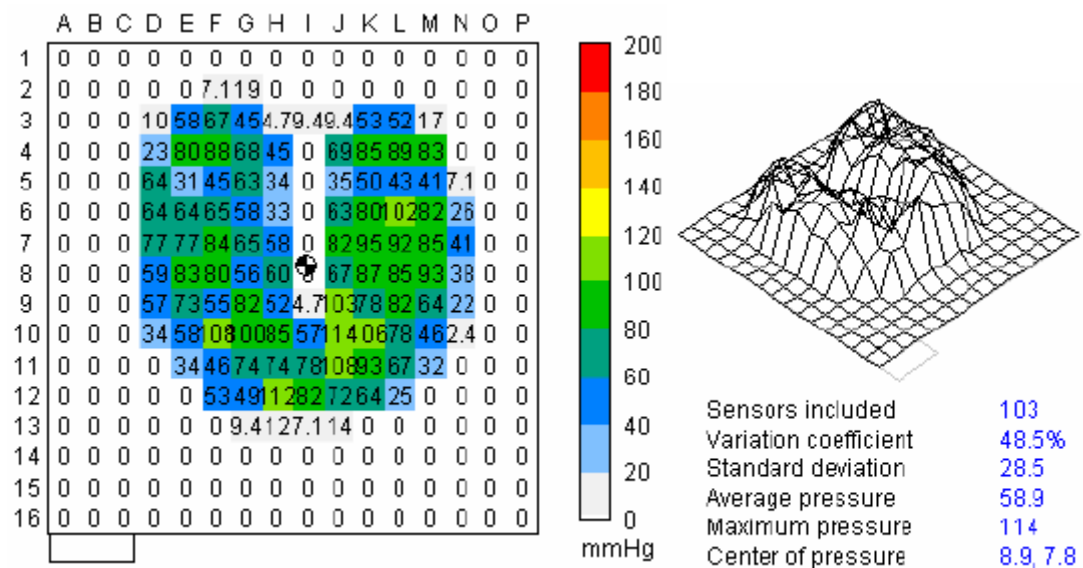 A B C D E F G H I J K L M N O P
1 0 0 0 0 0 0 0 0 0 0 0 0 0 0 0 0
2 0 0 0 0 0 7.1 19 0 0 0 0 0 0 0 0 0
3 0 0 0 10 58 67 45 4.7 9.4 9.4 53 52 17 0 0 0
4 0 0 0 23 80 88 68 45 0 69 85 89 83 0 0 0
5 0 0 0 64 31 45 63 34 0 35 50 43 41 7.1 0 0
6 0 0 0 64 64 65 58 33 0 63 80 102 82 26 0 0
7 0 0 0 77 77 84 65 58 0 82 95 92 85 41 0 0
8 0 0 0 59 83 80 56 60 0 67 87 85 93 38 0 0
9 0 0 0 57 73 55 82 52 4.7 103 78 82 64 22 0 0
10 0 0 0 34 58 108 100 85 57 114 106 78 46 2.4 0 0
11 0 0 0 0 34 46 74 74 78 108 93 67 32 0 0 0
12 0 0 0 0 0 53 49 112 82 72 64 25 0 0 0 0
13 0 0 0 0 0 0 9.4 12 7.1 14 0 0 0 0 0 0
14 0 0 0 0 0 0 0 0 0 0 0 0 0 0 0 0
15 0 0 0 0 0 0 0 0 0 0 0 0 0 0 0 0
16 0 0 0 0 0 0 0 0 0 0 0 0 0 0 0 0
200
180
160
140
120
100
80
60
40
20
0
mmHg
Sensors included 103
Variation coefficient 48.5%
Standard deviation 28.5
Average pressure 58.9
Maximum pressure 114
Center of pressure 8.9, 7.8